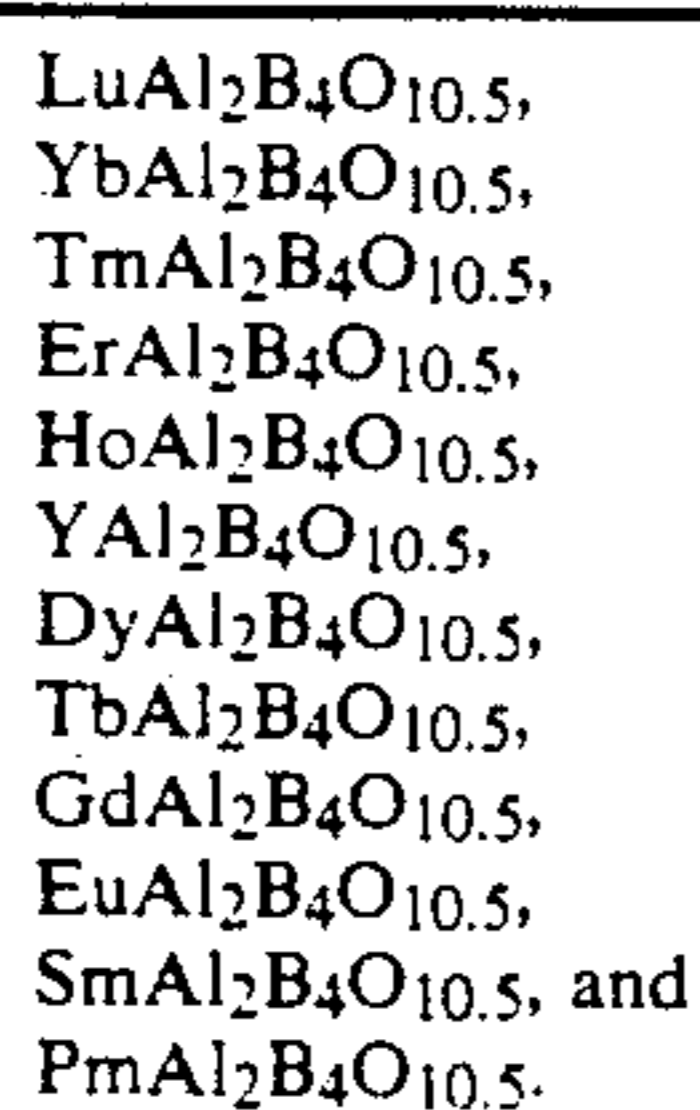 LuAl₂B₄O₁₀.₅,
YbAl₂B₄O₁₀.₅,
TmAl₂B₄O₁₀.₅,
ErAl₂B₄O₁₀.₅,
HoAl₂B₄O₁₀.₅,
YAl₂B₄O₁₀.₅,
DyAl₂B₄O₁₀.₅,
TbAl₂B₄O₁₀.₅,
GdAl₂B₄O₁₀.₅,
EuAl₂B₄O₁₀.₅,
SmAl₂B₄O₁₀.₅, and
PmAl₂B₄O₁₀.₅.